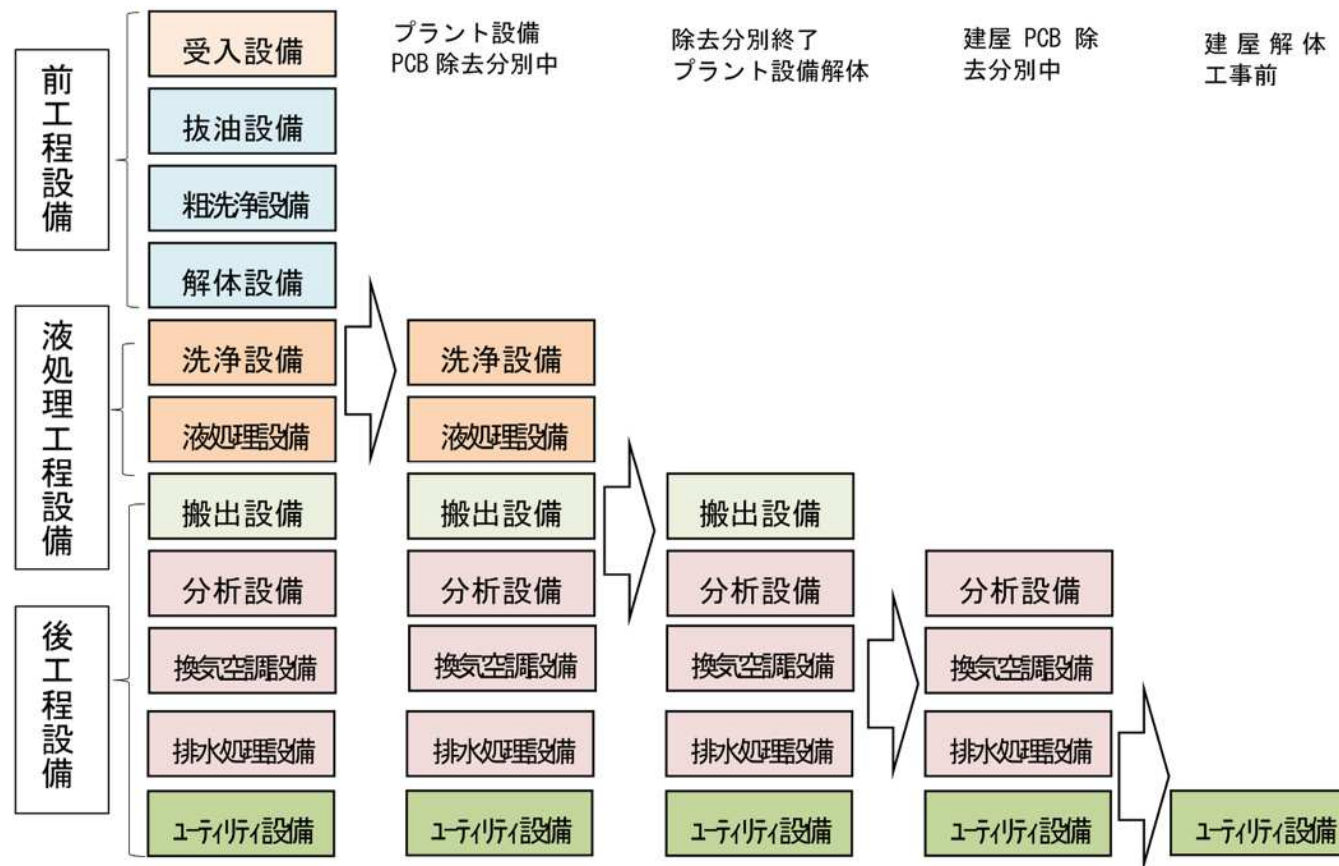 前工程設備
液処理工程設備
後工程設備
受入設備
抜油設備
粗洗浄設備
解体設備
洗浄設備
液処理設備
搬出設備
分析設備
換気空調設備
排水処理設備
ユーティリティ設備
プラント設備
PCB 除去分別中
洗浄設備
液処理設備
搬出設備
分析設備
換気空調設備
排水処理設備
ユーティリティ設備
除去分別終了
プラント設備解体
搬出設備
分析設備
換気空調設備
排水処理設備
ユーティリティ設備
建屋 PCB 除
去分別中
分析設備
換気空調設備
排水処理設備
ユーティリティ設備
建屋解体
工事前
ユーティリティ設備